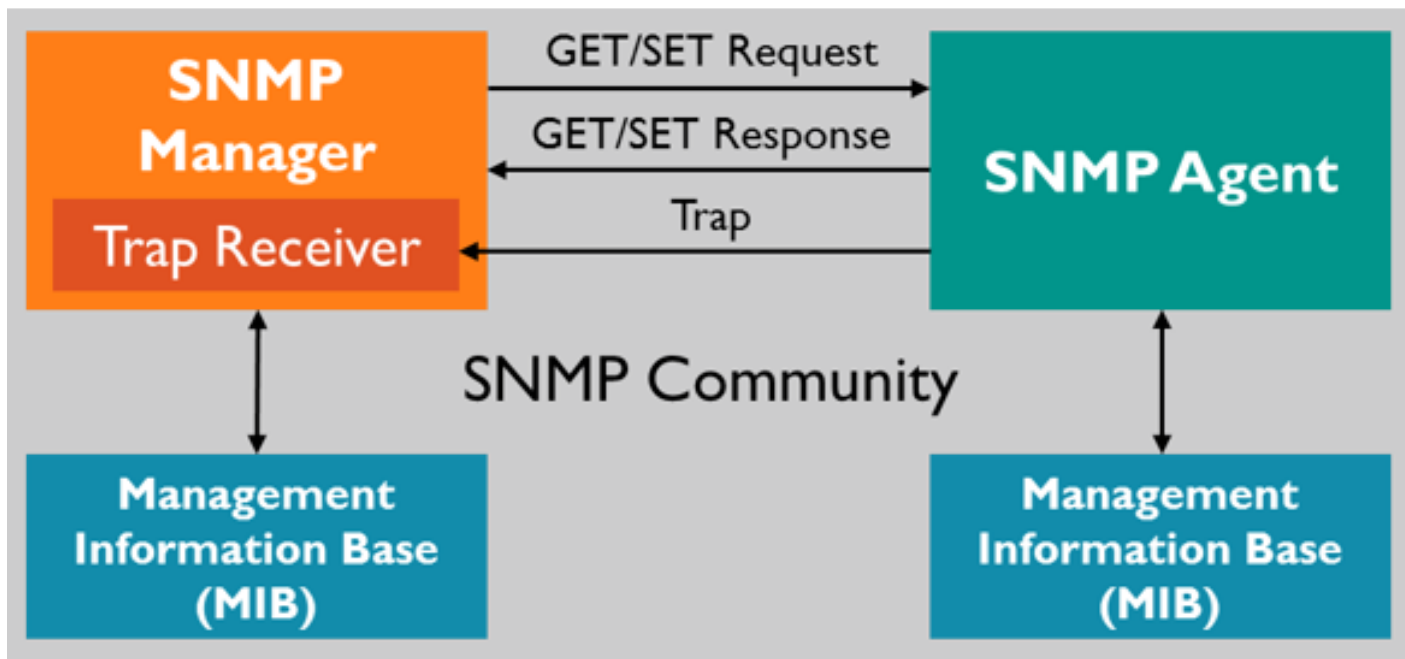 SNMP
Manager
Trap Receiver
GET/SET Request
GET/SET Response
Trap
SNMP Agent
SNMP Community
Management
Information Base
(MIB)
Management
Information Base
(MIB)